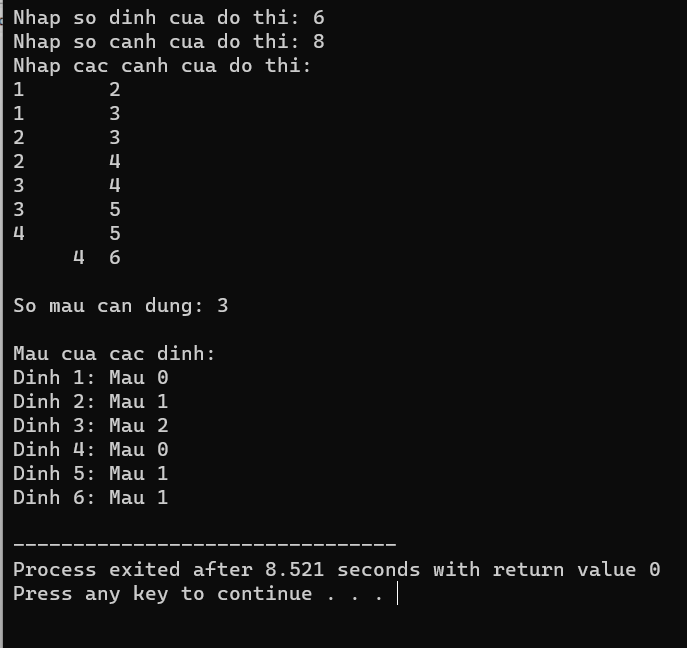 Nhap so dinh cua do thi: 6
Nhap so canh cua do thi: 8
Nhap cac canh cua do thi:
1       2
1       3
2       3
2       4
3       4
3       5
4       5
     4  6
So mau can dung: 3
Mau cua cac dinh:
Dinh 1: Mau 0
Dinh 2: Mau 1
Dinh 3: Mau 2
Dinh 4: Mau 0
Dinh 5: Mau 1
Dinh 6: Mau 1
--------------------------------
Process exited after 8.521 seconds with return value 0
Press any key to continue . . .